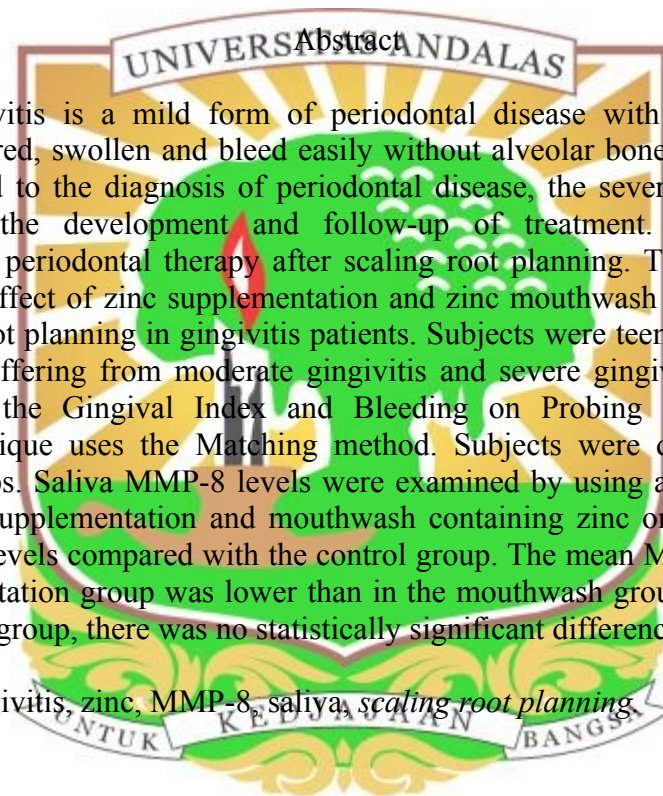 Abstract
UNIVERSITAS ANDALAS
vitis is a mild form of periodontal disease with
red, swollen and bleed easily without alveolar bone
d to the diagnosis of periodontal disease, the sever
the development and follow-up of treatment.
periodontal therapy after scaling root planning. T
ffect of zinc supplementation and zinc mouthwash
ot planning in gingivitis patients. Subjects were teen
ffering from moderate gingivitis and severe gingiv
the Gingival Index and Bleeding on Probing
ique uses the Matching method. Subjects were d
os. Saliva MMP-8 levels were examined by using a
supplementation and mouthwash containing zinc or
levels compared with the control group. The mean M
tation group was lower than in the mouthwash grou
group, there was no statistically significant difference
ivitis, zinc, MMP-8, saliva, scaling root planning.
UNTUK KEDJAJAAN BANGSA